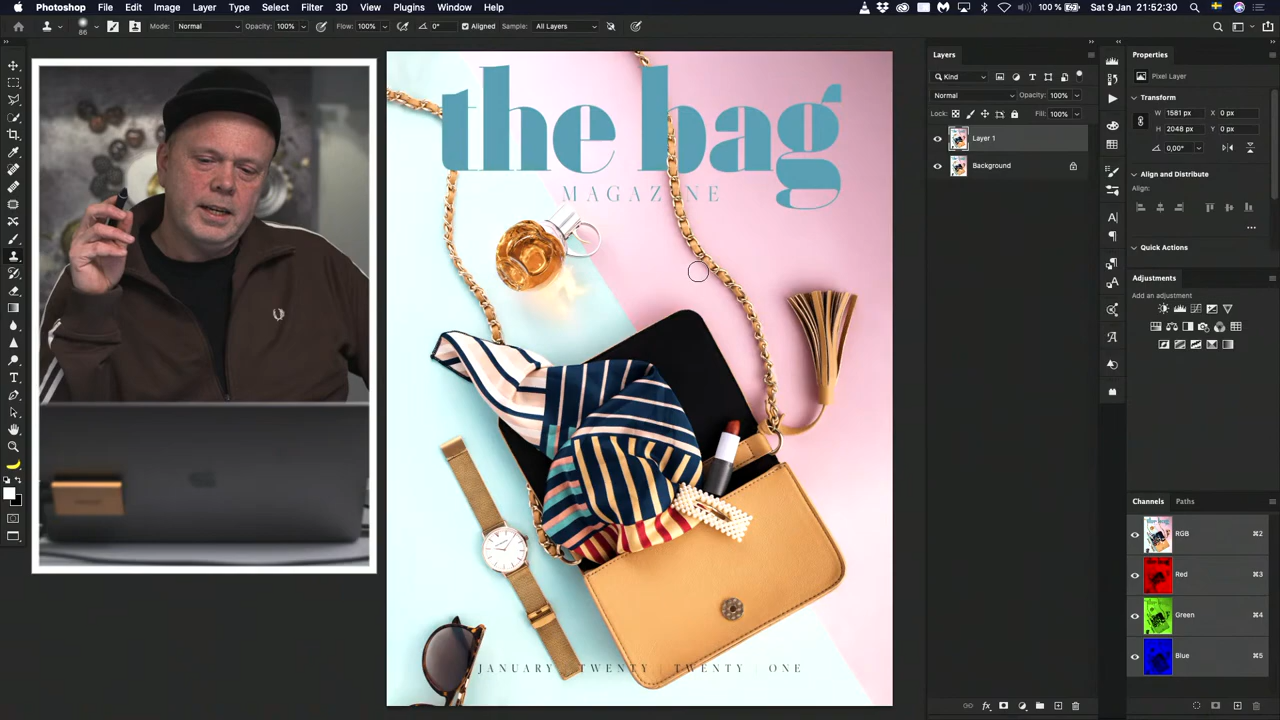 Photoshop File Edit Image Layer Type Select Filter 3D View Plugins Window Help
100 % Sat 9 Jan 21:52:30
86 Mode: Normal Opacity: 100% Flow: 100% 0° Aligned Sample: All Layers
the bag
MAGAZINE
JANUARY TWENTY TWENTY ONE
Layers
Kind
Normal Opacity: 100%
Lock: Fill: 100%
Layer 1
Background
Properties
Pixel Layer
Transform
W 1581 px X 0 px
H 2048 px Y 0 px
0,00°
Align and Distribute
Align:
Quick Actions
Adjustments
Add an adjustment
Channels Paths
RGB ⌘2
Red ⌘3
Green ⌘4
Blue ⌘5